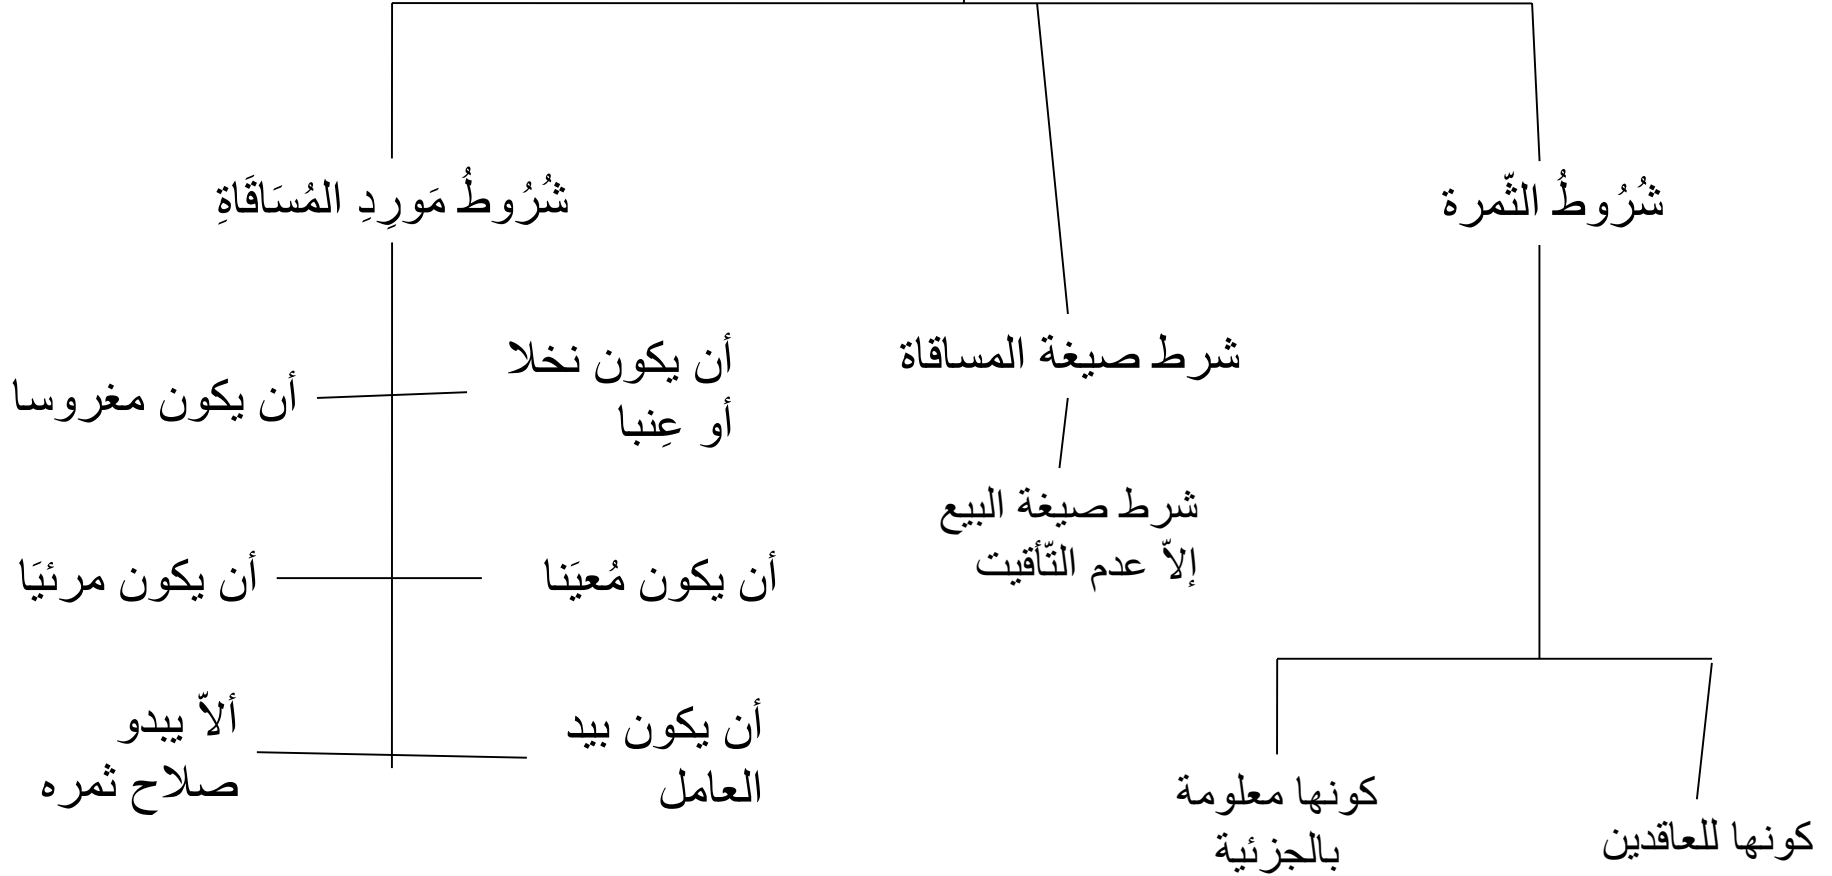 شُرُوطُ الثّمرة
كونها للعاقدين
كونها معلومة
بالجزئية
شرط صيغة المساقاة
شرط صيغة البيع
إلاّ عدم التّأقيت
شُرُوطُ مَورِدِ المُسَاقَاةِ
أن يكون نخلا
أو عِنبا
أن يكون مغروسا
أن يكون مُعيَنا
أن يكون مرئيَا
أن يكون بيد
العامل
ألاّ يبدو
صلاح ثمره